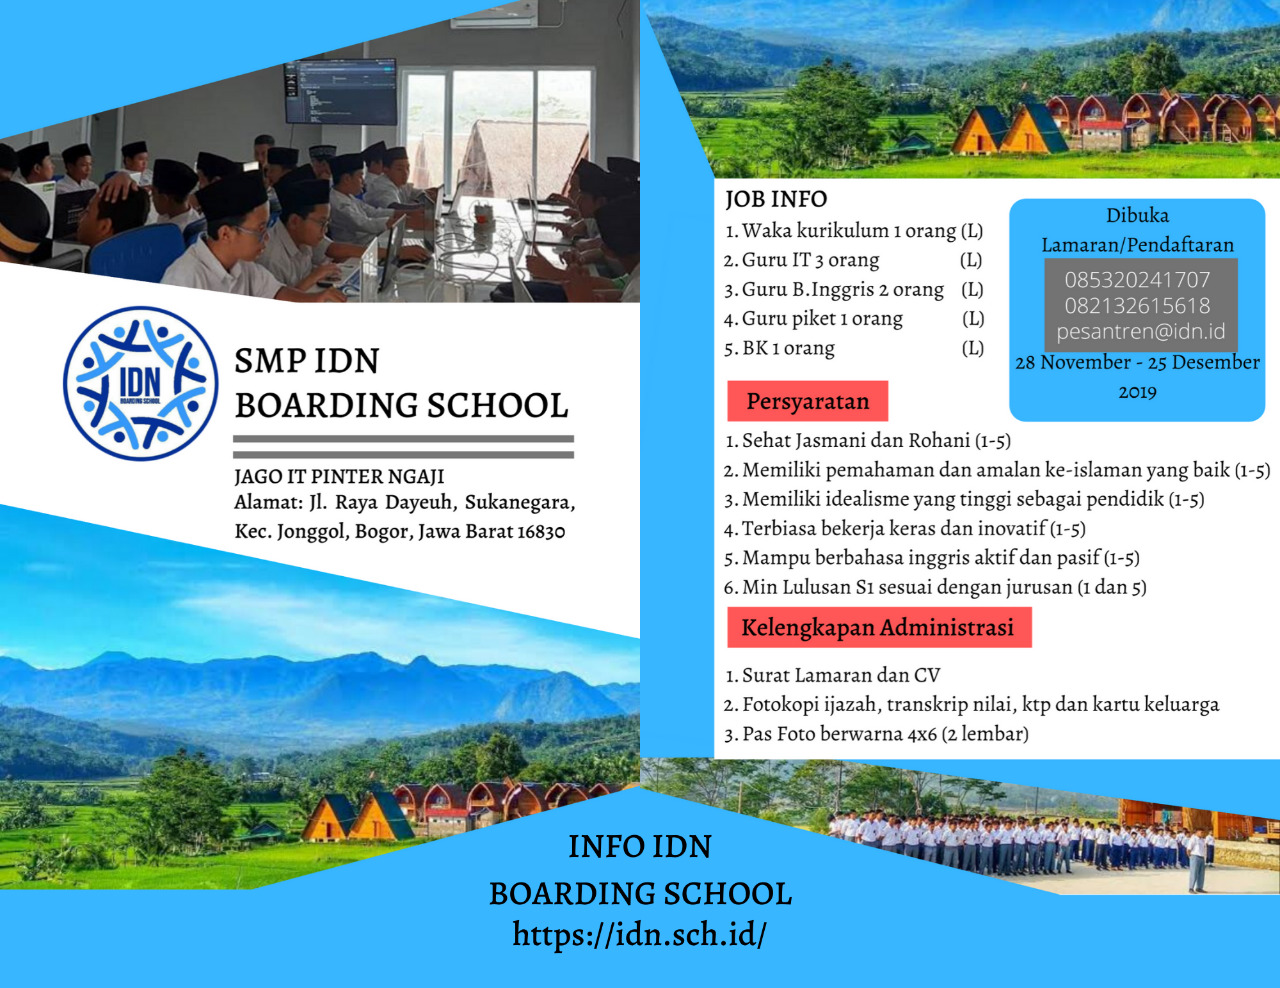 IDN
BOARDING SCHOOL
SMP IDN
BOARDING SCHOOL
JAGO IT PINTER NGAJI
Alamat: Jl. Raya Dayeuh, Sukanegara,
Kec. Jonggol, Bogor, Jawa Barat 16830
JOB INFO
1. Waka kurikulum 1 orang (L)
2. Guru IT 3 orang (L)
3. Guru B.Inggris 2 orang (L)
4. Guru piket 1 orang (L)
5. BK 1 orang (L)
Dibuka
Lamaran/Pendaftaran
085320241707
082132615618
pesantren@idn.id
28 November - 25 Desember
2019
Persyaratan
1. Sehat Jasmani dan Rohani (1-5)
2. Memiliki pemahaman dan amalan ke-islaman yang baik (1-5)
3. Memiliki idealisme yang tinggi sebagai pendidik (1-5)
4. Terbiasa bekerja keras dan inovatif (1-5)
5. Mampu berbahasa inggris aktif dan pasif (1-5)
6. Min Lulusan S1 sesuai dengan jurusan (1 dan 5)
Kelengkapan Administrasi
1. Surat Lamaran dan CV
2. Fotokopi ijazah, transkrip nilai, ktp dan kartu keluarga
3. Pas Foto berwarna 4x6 (2 lembar)
INFO IDN
BOARDING SCHOOL
https://idn.sch.id/